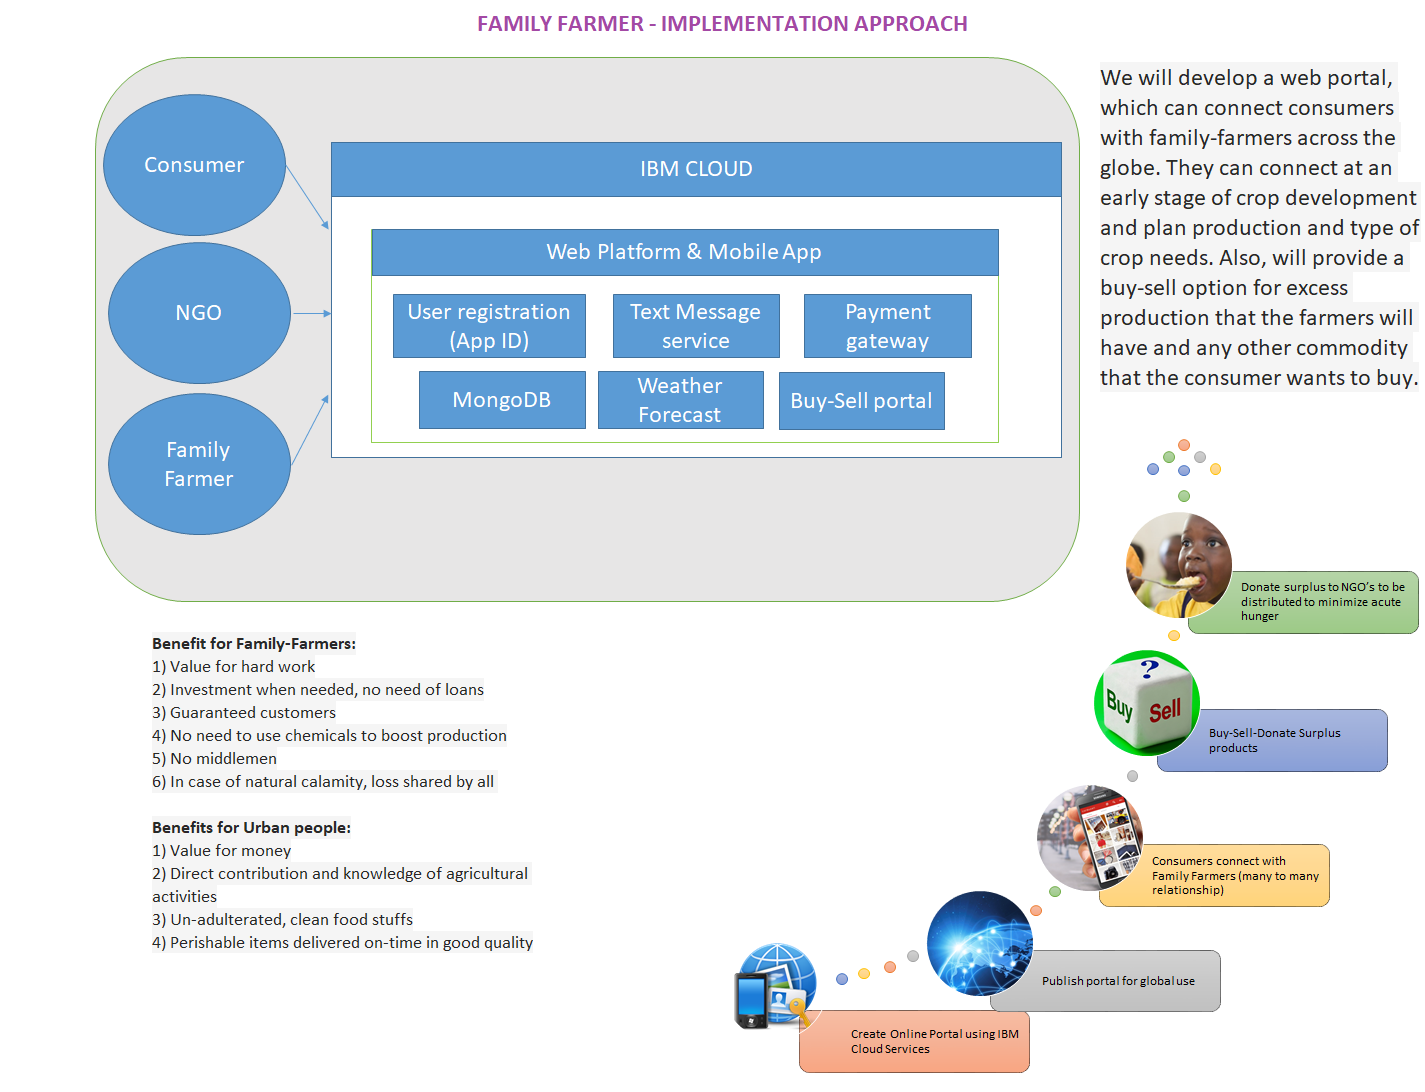 FAMILY FARMER - IMPLEMENTATION APPROACH
Consumer
NGO
Family
Farmer
IBM CLOUD
Web Platform & Mobile App
User registration
(App ID)
Text Message
service
Payment
gateway
MongoDB
Weather
Forecast
Buy-Sell portal
We will develop a web portal,
which can connect consumers
with family-farmers across the
globe. They can connect at an
early stage of crop development
and plan production and type of
crop needs. Also, will provide a
buy-sell option for excess
production that the farmers will
have and any other commodity
that the consumer wants to buy.
Benefit for Family-Farmers:
1) Value for hard work
2) Investment when needed, no need of loans
3) Guaranteed customers
4) No need to use chemicals to boost production
5) No middlemen
6) In case of natural calamity, loss shared by all
Benefits for Urban people:
1) Value for money
2) Direct contribution and knowledge of agricultural
activities
3) Un-adulterated, clean food stuffs
4) Perishable items delivered on-time in good quality
Donate surplus to NGO's to be
distributed to minimize acute
hunger
?
Buy
Sell
Buy-Sell-Donate Surplus
products
Consumers connect with
Family Farmers (many to many
relationship)
Publish portal for global use
Create Online Portal using IBM
Cloud Services